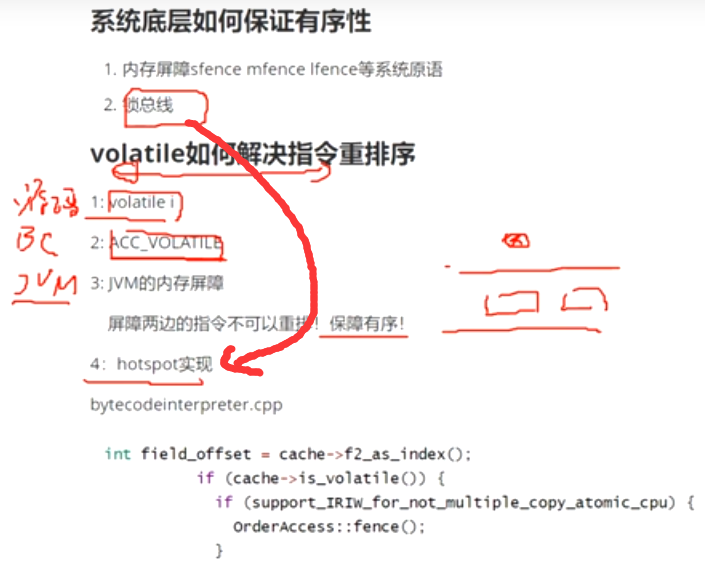 系统底层如何保证有序性
1. 内存屏障sfence mfence lfence等系统原语
2. 锁总线
volatile如何解决指令重排序
源码 1: volatile i
BC 2: ACC_VOLATILE
JVM 3: JVM的内存屏障
屏障两边的指令不可以重排！保障有序！
4：hotspot实现
bytecodeinterpreter.cpp
int field_offset = cache->f2_as_index();
if (cache->is_volatile()) {
if (support_IRIW_for_not_multiple_copy_atomic_cpu) {
OrderAccess::fence();
}